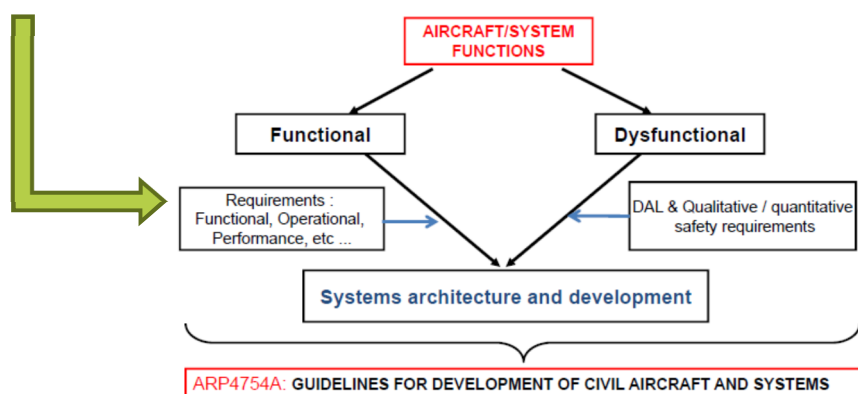 AIRCRAFT/SYSTEM
FUNCTIONS
Functional
Dysfunctional
Requirements :
Functional, Operational,
Performance, etc ...
DAL & Qualitative / quantitative
safety requirements
Systems architecture and development
ARP4754A: GUIDELINES FOR DEVELOPMENT OF CIVIL AIRCRAFT AND SYSTEMS